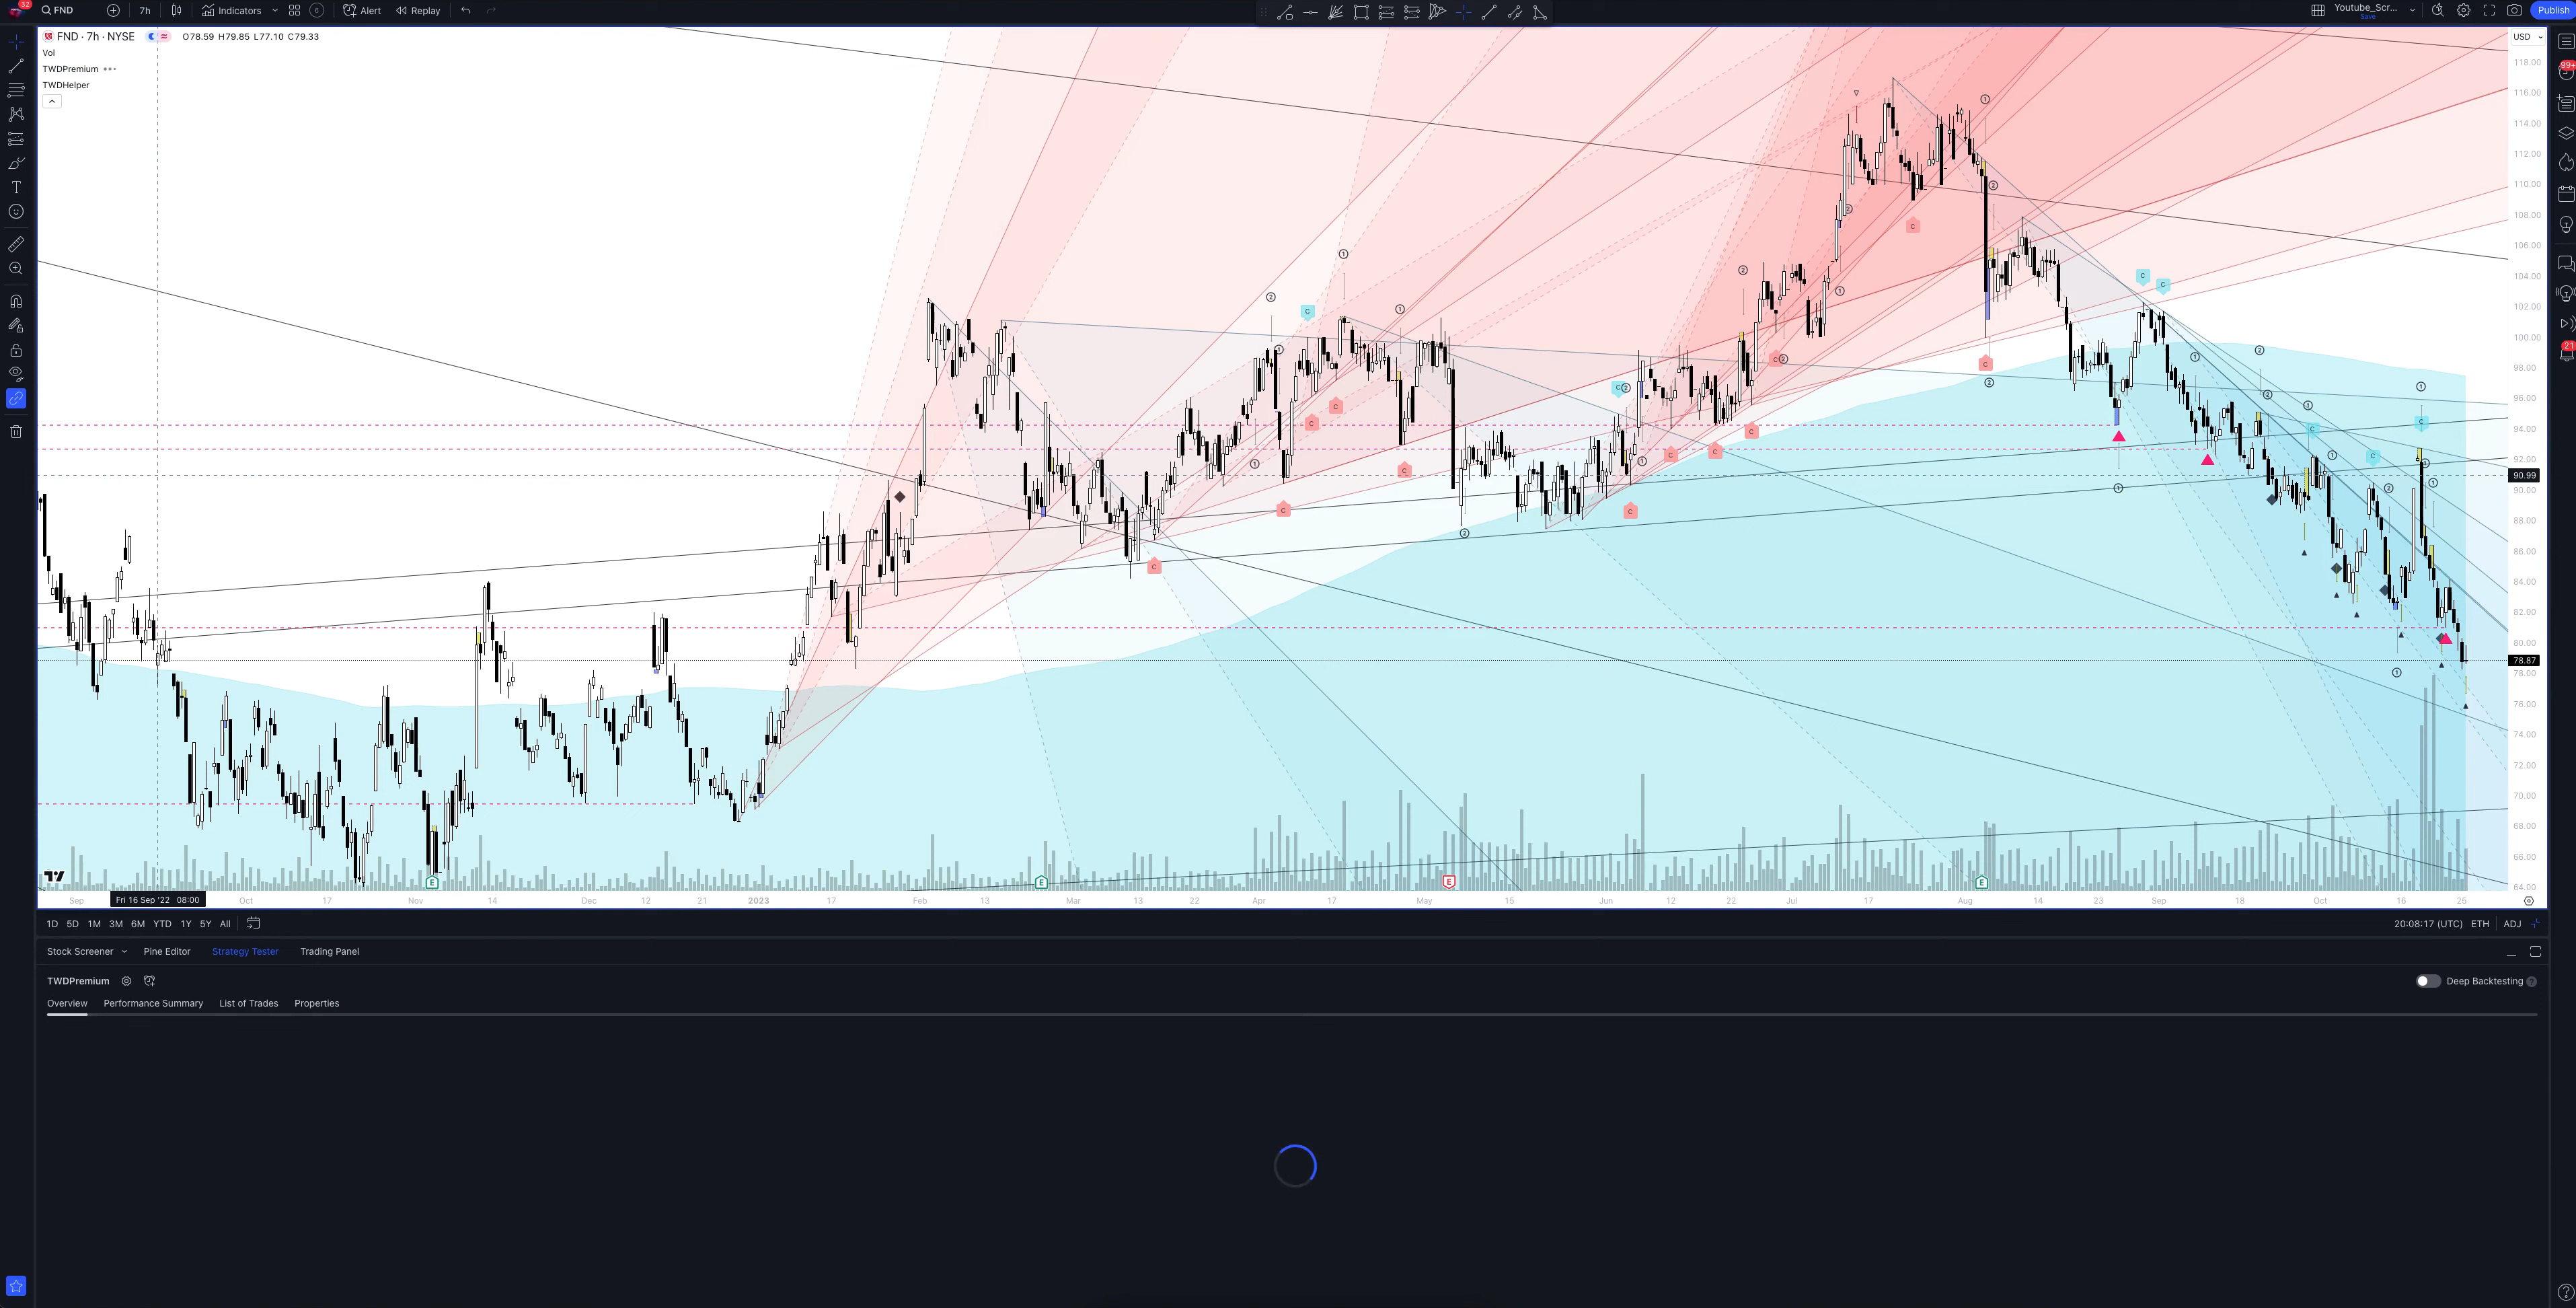 32
FND
7h
Indicators
6
Alert
Replay
Youtube_Scr...
Save
Publish
FND · 7h · NYSE
O78.59 H79.85 L77.10 C79.33
Vol
TWDPremium
TWDHelper
USD
118.00
116.00
114.00
112.00
110.00
108.00
106.00
104.00
102.00
100.00
98.00
96.00
94.00
92.00
90.99
90.00
88.00
86.00
84.00
82.00
80.00
78.87
78.00
76.00
74.00
72.00
70.00
68.00
66.00
64.00
99+
21
Sep
Fri 16 Sep '22 08:00
Oct
17
Nov
14
Dec
12
21
2023
17
Feb
13
Mar
13
22
Apr
17
May
15
Jun
12
22
Jul
17
Aug
14
23
Sep
18
Oct
16
25
1D 5D 1M 3M 6M YTD 1Y 5Y All
20:08:17 (UTC) ETH ADJ
Stock Screener Pine Editor Strategy Tester Trading Panel
TWDPremium
Deep Backtesting
Overview Performance Summary List of Trades Properties